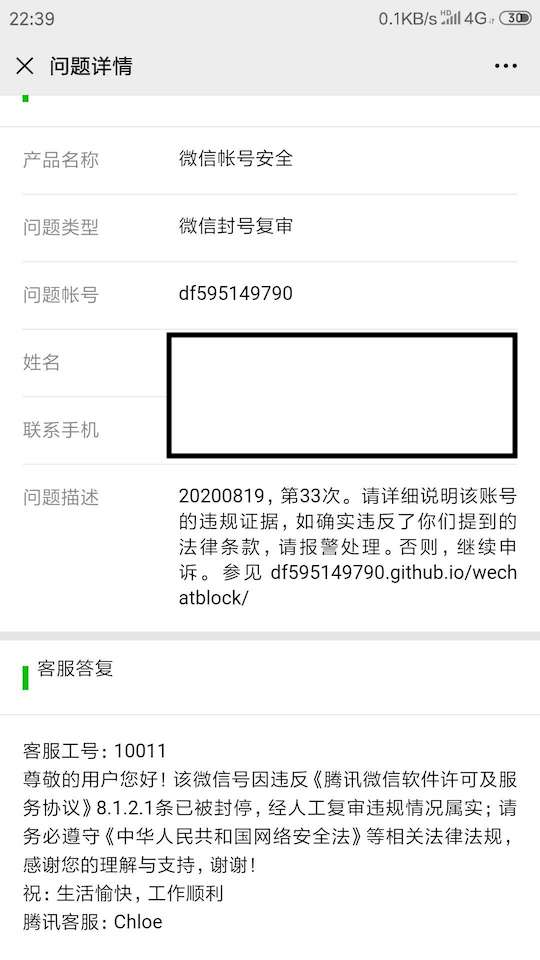 22:39
0.1KB/s HD 4G 30
问题详情
产品名称
微信帐号安全
问题类型
微信封号复审
问题帐号
df595149790
姓名
联系手机
问题描述
20200819，第33次。请详细说明该账号
的违规证据，如确实违反了你们提到的
法律条款，请报警处理。否则，继续申
诉。参见 df595149790.github.io/wech
atblock/
客服答复
客服工号: 10011
尊敬的用户您好！该微信号因违反《腾讯微信软件许可及服
务协议》8.1.2.1条已被封停，经人工复审违规情况属实；请
务必遵守《中华人民共和国网络安全法》等相关法律法规，
感谢您的理解与支持，谢谢！
祝: 生活愉快，工作顺利
腾讯客服: Chloe